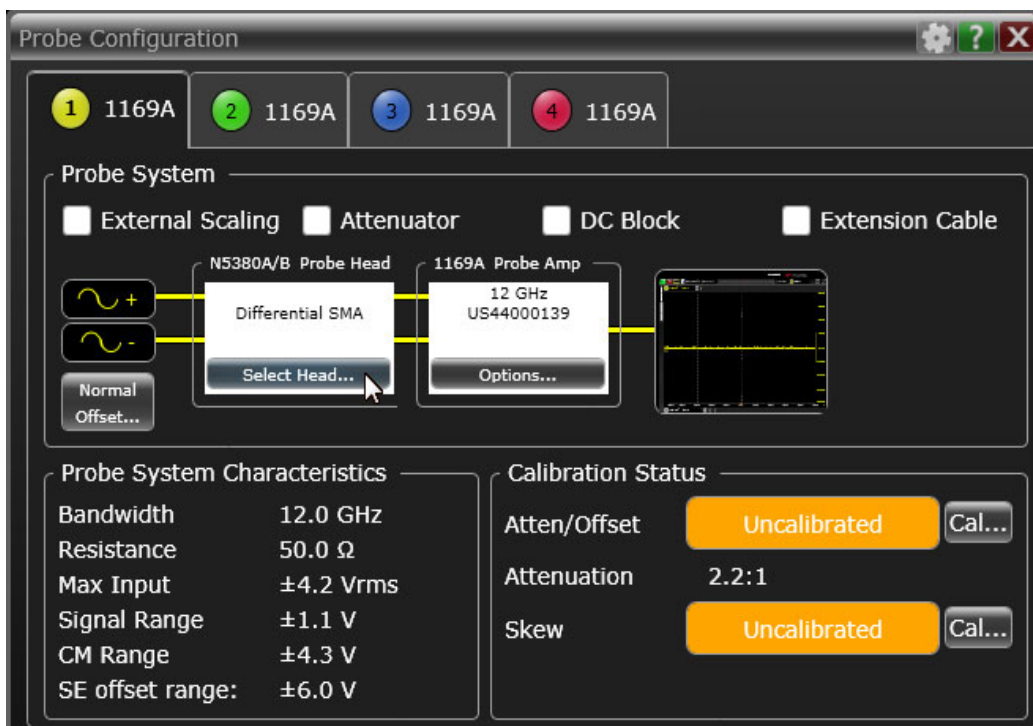 Probe Configuration
?
X
1 1169A
2 1169A
3 1169A
4 1169A
Probe System
External Scaling
Attenuator
DC Block
Extension Cable
N5380A/B Probe Head
1169A Probe Amp
+
-
Differential SMA
12 GHz
US44000139
Select Head...
Options...
Normal
Offset...
Probe System Characteristics
Bandwidth 12.0 GHz
Resistance 50.0 Ω
Max Input ±4.2 Vrms
Signal Range ±1.1 V
CM Range ±4.3 V
SE offset range: ±6.0 V
Calibration Status
Atten/Offset Uncalibrated Cal...
Attenuation 2.2:1
Skew Uncalibrated Cal...